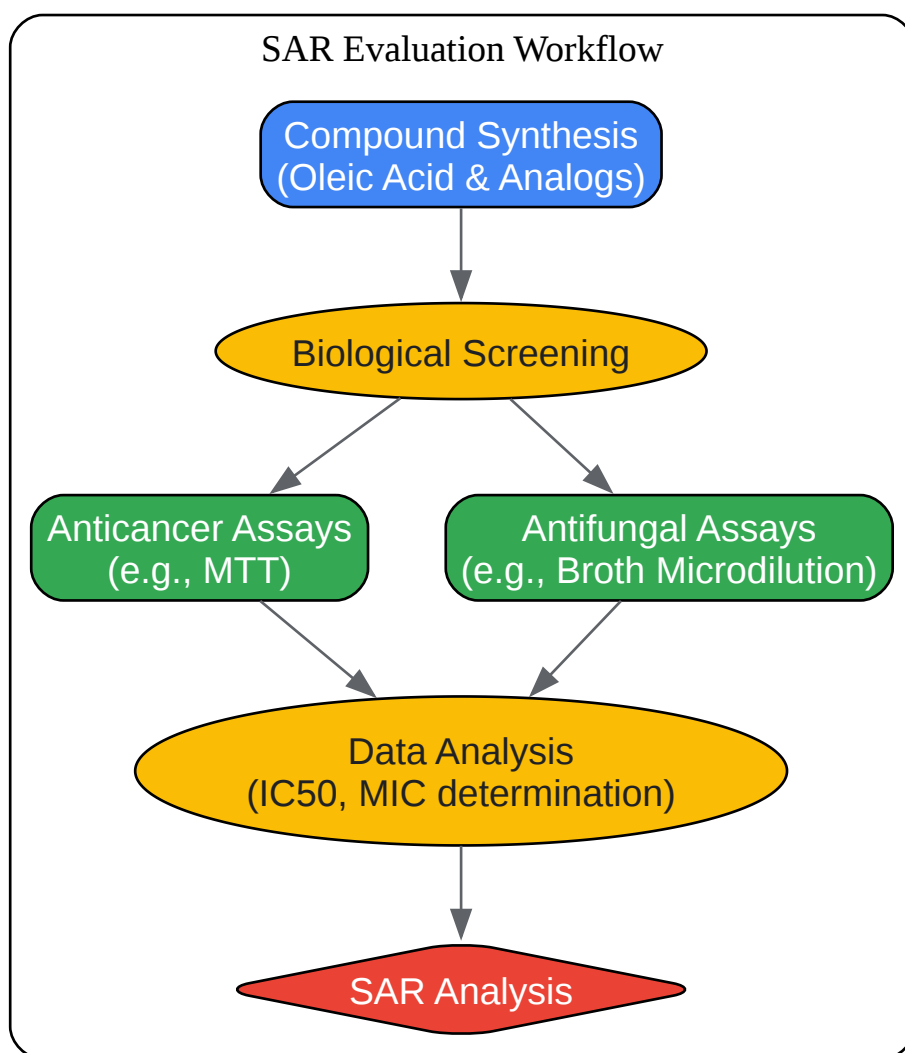 SAR Evaluation Workflow
Compound Synthesis
(Oleic Acid & Analogs)
Biological Screening
Anticancer Assays
(e.g., MTT)
Antifungal Assays
(e.g., Broth Microdilution)
Data Analysis
(IC50, MIC determination)
SAR Analysis